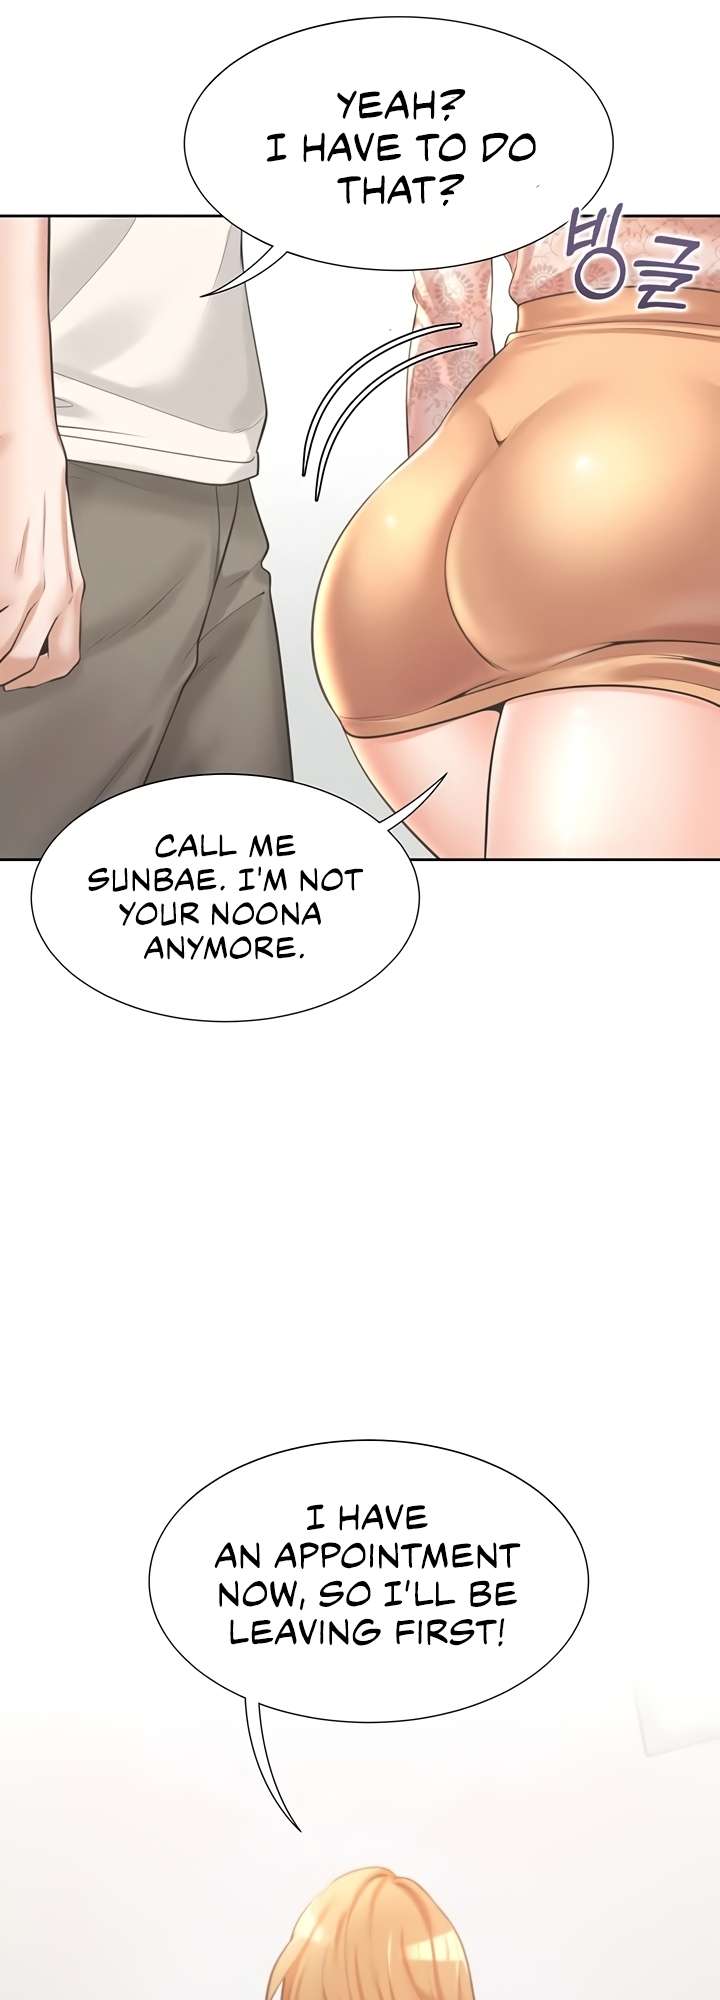 YEAH?
I HAVE TO DO
THAT?
빙글
CALL ME
SUNBAE. I'M NOT
YOUR NOONA
ANYMORE.
I HAVE
AN APPOINTMENT
NOW, SO I'LL BE
LEAVING FIRST!